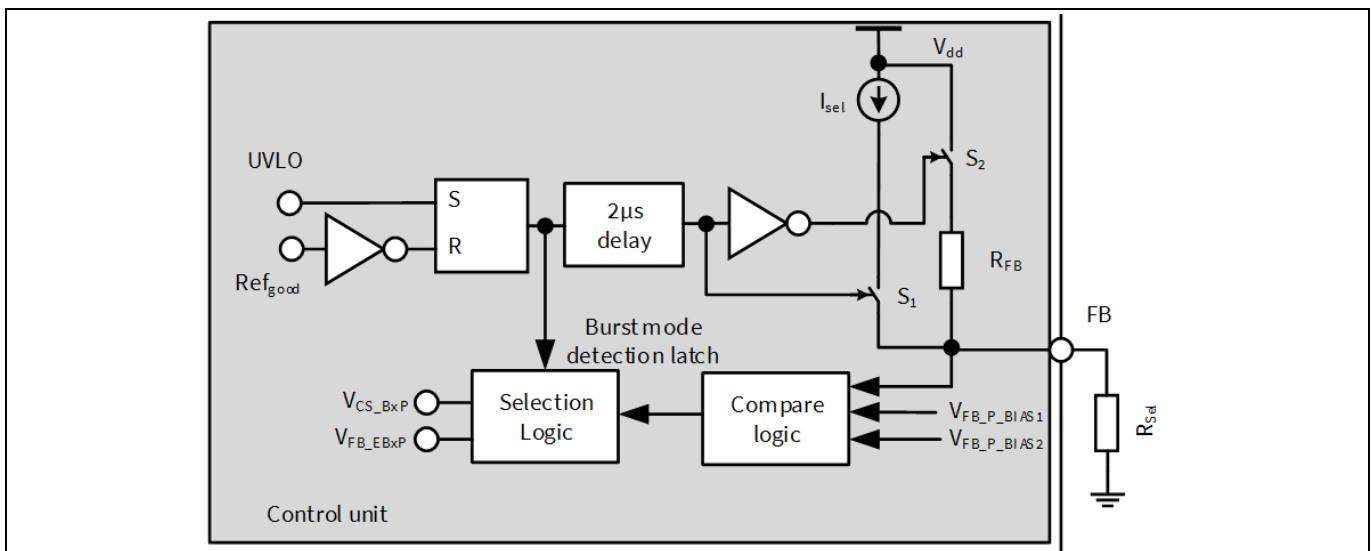 Vdd
Isel
UVLO
S2
S
2µs
delay
R
RFB
Refgood
S1
FB
Burst mode
detection latch
VCS_BxP
Selection
Logic
Compare
logic
VFB_P_BIAS1
VFB_EBxP
VFB_P_BIAS2
RSel
Control unit